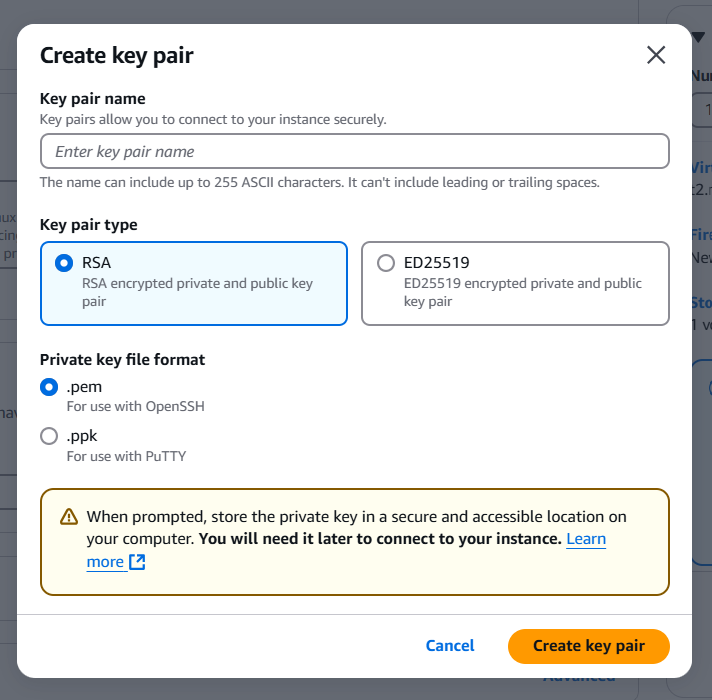 Create key pair
Key pair name
Key pairs allow you to connect to your instance securely.
Enter key pair name
The name can include up to 255 ASCII characters. It can't include leading or trailing spaces.
Key pair type
RSA
RSA encrypted private and public key
pair
ED25519
ED25519 encrypted private and public
key pair
Private key file format
.pem
For use with OpenSSH
.ppk
For use with PuTTY
When prompted, store the private key in a secure and accessible location on
your computer. You will need it later to connect to your instance. Learn
more
Cancel
Create key pair